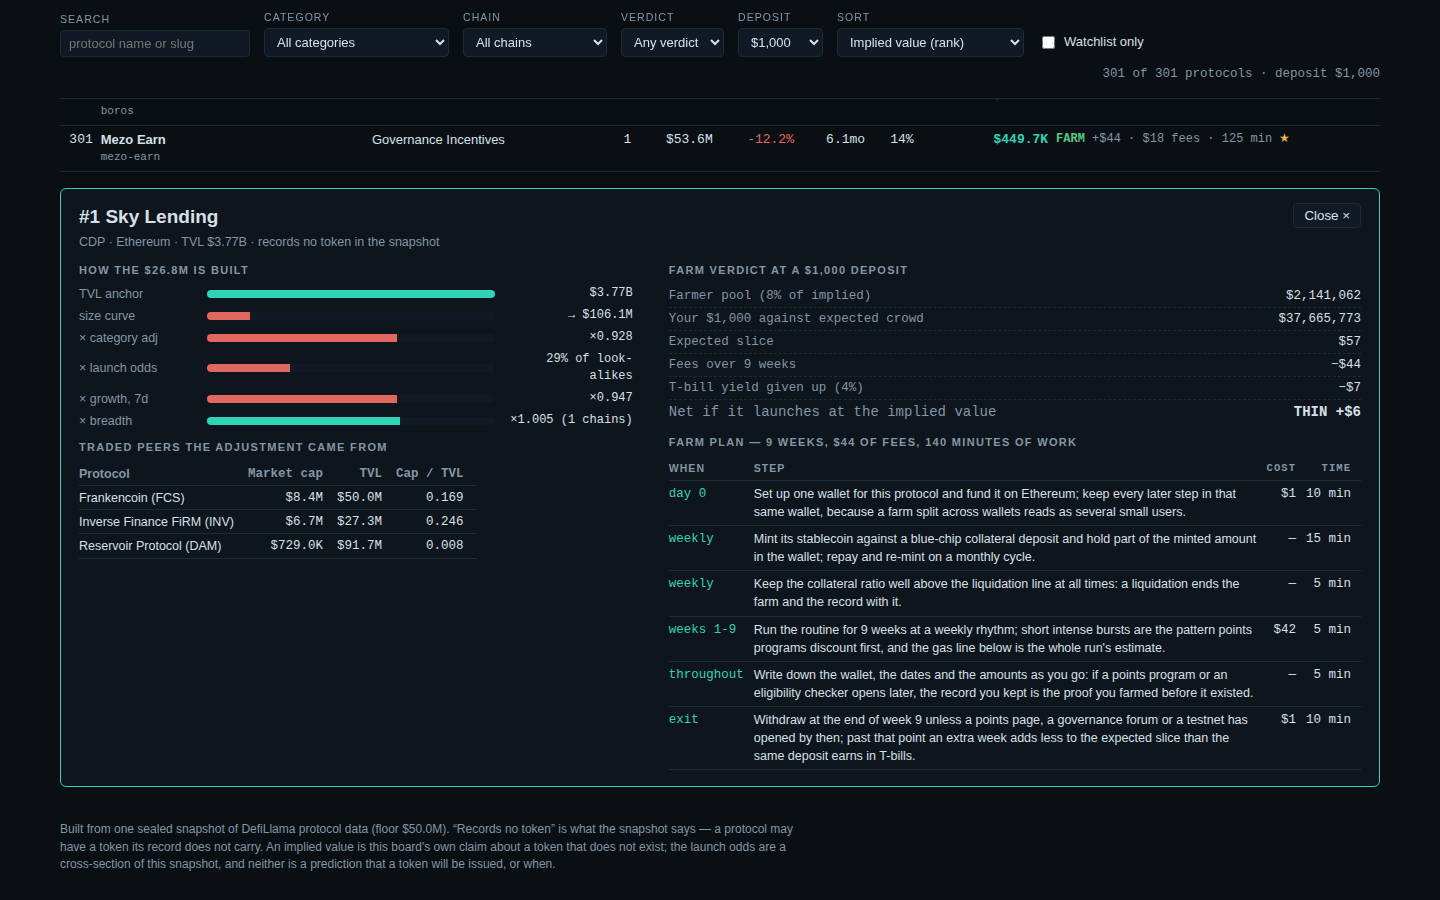 SEARCH
CATEGORY
CHAIN
VERDICT
DEPOSIT
SORT
protocol name or slug
All categories
All chains
Any verdict
$1,000
Implied value (rank)
Watchlist only
301 of 301 protocols · deposit $1,000
boros
301 Mezo Earn Governance Incentives 1 $53.6M -12.2% 6.1mo 14% $449.7K FARM +$44 · $18 fees · 125 min ★
mezo-earn
#1 Sky Lending
Close ×
CDP · Ethereum · TVL $3.77B · records no token in the snapshot
HOW THE $26.8M IS BUILT
TVL anchor $3.77B
size curve → $106.1M
× category adj ×0.928
× launch odds 29% of look-
alikes
× growth, 7d ×0.947
× breadth ×1.005 (1 chains)
TRADED PEERS THE ADJUSTMENT CAME FROM
Protocol Market cap TVL Cap / TVL
Frankencoin (FCS) $8.4M $50.0M 0.169
Inverse Finance FiRM (INV) $6.7M $27.3M 0.246
Reservoir Protocol (DAM) $729.0K $91.7M 0.008
FARM VERDICT AT A $1,000 DEPOSIT
Farmer pool (8% of implied) $2,141,062
Your $1,000 against expected crowd $37,665,773
Expected slice $57
Fees over 9 weeks −$44
T-bill yield given up (4%) −$7
Net if it launches at the implied value THIN +$6
FARM PLAN — 9 WEEKS, $44 OF FEES, 140 MINUTES OF WORK
WHEN STEP COST TIME
day 0 Set up one wallet for this protocol and fund it on Ethereum; keep every later step in that $1 10 min
same wallet, because a farm split across wallets reads as several small users.
weekly Mint its stablecoin against a blue-chip collateral deposit and hold part of the minted amount — 15 min
in the wallet; repay and re-mint on a monthly cycle.
weekly Keep the collateral ratio well above the liquidation line at all times: a liquidation ends the — 5 min
farm and the record with it.
weeks 1-9 Run the routine for 9 weeks at a weekly rhythm; short intense bursts are the pattern points $42 5 min
programs discount first, and the gas line below is the whole run's estimate.
throughout Write down the wallet, the dates and the amounts as you go: if a points program or an — 5 min
eligibility checker opens later, the record you kept is the proof you farmed before it existed.
exit Withdraw at the end of week 9 unless a points page, a governance forum or a testnet has $1 10 min
opened by then; past that point an extra week adds less to the expected slice than the
same deposit earns in T-bills.
Built from one sealed snapshot of DefiLlama protocol data (floor $50.0M). “Records no token” is what the snapshot says — a protocol may
have a token its record does not carry. An implied value is this board's own claim about a token that does not exist; the launch odds are a
cross-section of this snapshot, and neither is a prediction that a token will be issued, or when.